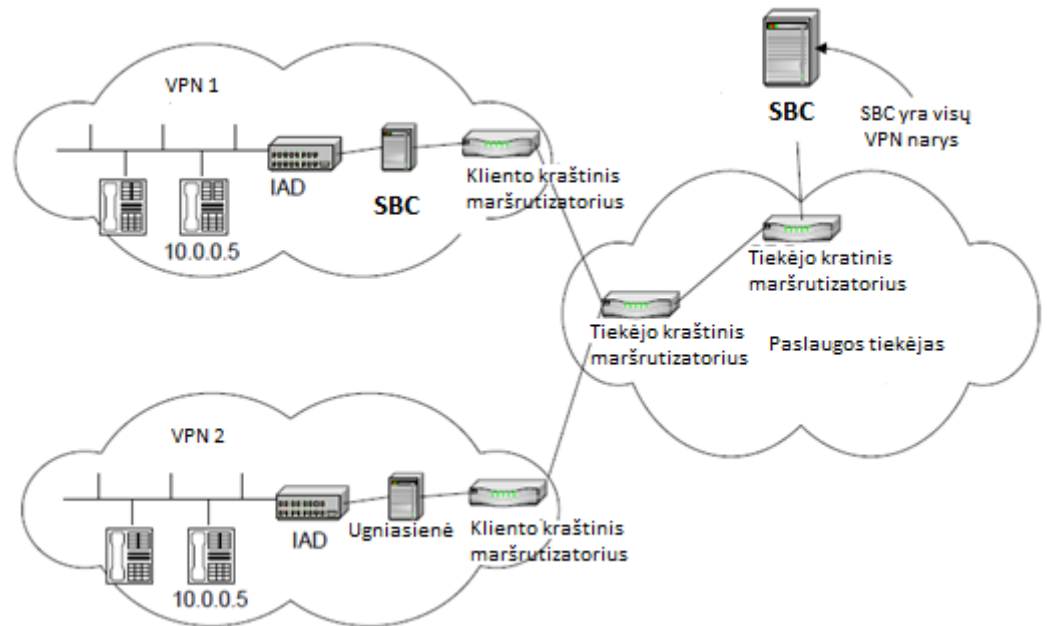 VPN 1
IAD
SBC
Kliento kraštinis
maršrutizatorius
10.0.0.5
SBC
SBC yra visų
VPN narys
Tiekėjo kratinis
maršrutizatorius
Tiekėjo kraštinis
maršrutizatorius
Paslaugos tiekėjas
VPN 2
IAD
Ugniasienė
Kliento kraštinis
maršrutizatorius
10.0.0.5